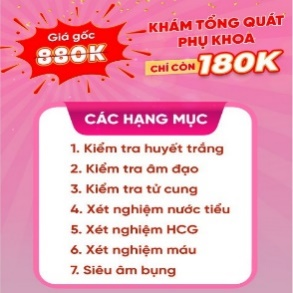 Giá gốc
880K
KHÁM TỔNG QUÁT
PHỤ KHOA
CHỈ CÒN 180K
CÁC HẠNG MỤC
1. Kiểm tra huyết trắng
2. Kiểm tra âm đạo
3. Kiểm tra tử cung
4. Xét nghiệm nước tiểu
5. Xét nghiệm HCG
6. Xét nghiệm máu
7. Siêu âm bụng